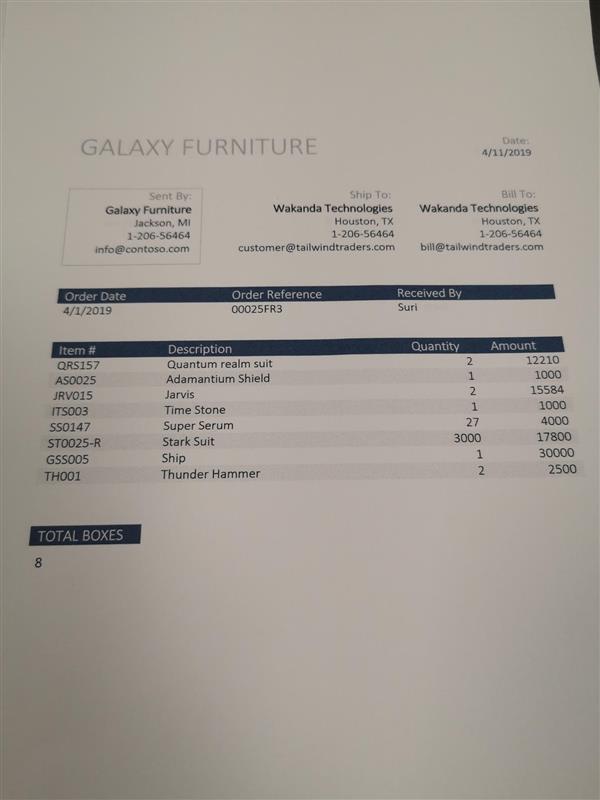 GALAXY FURNITURE
Date:
4/11/2019
Sent By:
Galaxy Furniture
Jackson, MI
1-206-56464
info@contoso.com
Ship To:
Wakanda Technologies
Houston, TX
1-206-56464
customer@tailwindtraders.com
Bill To:
Wakanda Technologies
Houston, TX
1-206-56464
bill@tailwindtraders.com
Order Date Order Reference Received By
4/1/2019 00025FR3 Suri
Item # Description Quantity Amount
QRS157 Quantum realm suit 2 12210
AS0025 Adamantium Shield 1 1000
JRV015 Jarvis 2 15584
ITS003 Time Stone 1 1000
SS0147 Super Serum 27 4000
ST0025-R Stark Suit 3000 17800
GSS005 Ship 1 30000
TH001 Thunder Hammer 2 2500
TOTAL BOXES
8